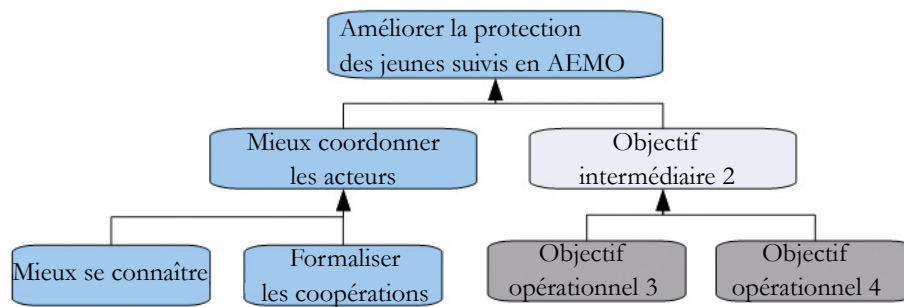 Améliorer la protection
des jeunes suivis en AEMO
Mieux coordonner
les acteurs
Objectif
intermédiaire 2
Mieux se connaître
Formaliser
les coopérations
Objectif
opérationnel 3
Objectif
opérationnel 4